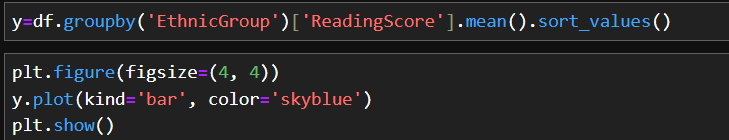 y=df.groupby('EthnicGroup')['ReadingScore'].mean().sort_values()
plt.figure(figsize=(4, 4))
y.plot(kind='bar', color='skyblue')
plt.show()